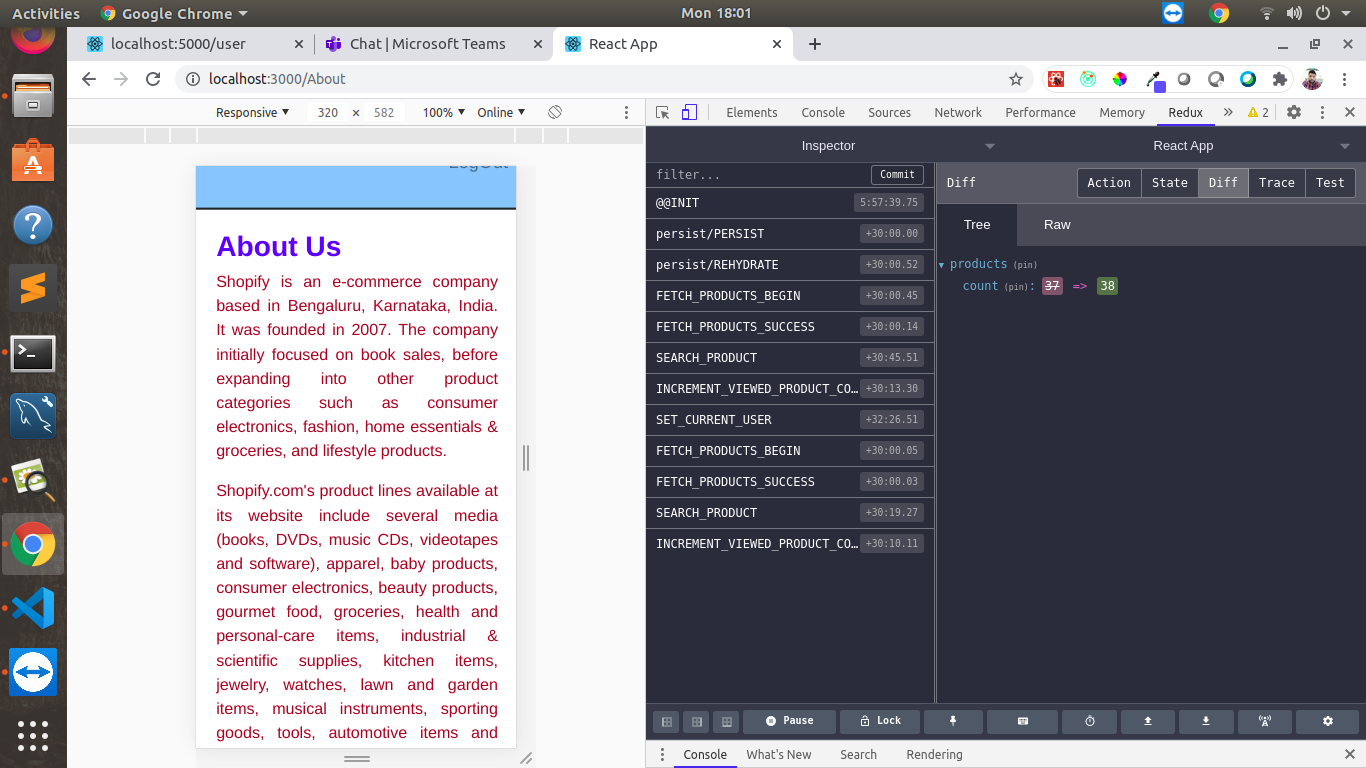 Activities
Google Chrome
Mon 18:01
localhost:5000/user
Chat | Microsoft Teams
React App
localhost:3000/About
Responsive
320 × 582
100%
Online
Elements
Console
Sources
Network
Performance
Memory
Redux
2
Inspector
React App
LogOut
About Us
Shopify is an e-commerce company
based in Bengaluru, Karnataka, India.
It was founded in 2007. The company
initially focused on book sales, before
expanding into other product
categories such as consumer
electronics, fashion, home essentials &
groceries, and lifestyle products.
Shopify.com's product lines available at
its website include several media
(books, DVDs, music CDs, videotapes
and software), apparel, baby products,
consumer electronics, beauty products,
gourmet food, groceries, health and
personal-care items, industrial &
scientific supplies, kitchen items,
jewelry, watches, lawn and garden
items, musical instruments, sporting
goods, tools, automotive items and
filter...
Commit
@@INIT 5:57:39.75
persist/PERSIST +30:00.00
persist/REHYDRATE +30:00.52
FETCH_PRODUCTS_BEGIN +30:00.45
FETCH_PRODUCTS_SUCCESS +30:00.14
SEARCH_PRODUCT +30:45.51
INCREMENT_VIEWED_PRODUCT_CO… +30:13.30
SET_CURRENT_USER +32:26.51
FETCH_PRODUCTS_BEGIN +30:00.05
FETCH_PRODUCTS_SUCCESS +30:00.03
SEARCH_PRODUCT +30:19.27
INCREMENT_VIEWED_PRODUCT_CO… +30:10.11
Diff
Action
State
Diff
Trace
Test
Tree
Raw
products (pin)
count (pin): 37 => 38
Pause
Lock
Console
What's New
Search
Rendering